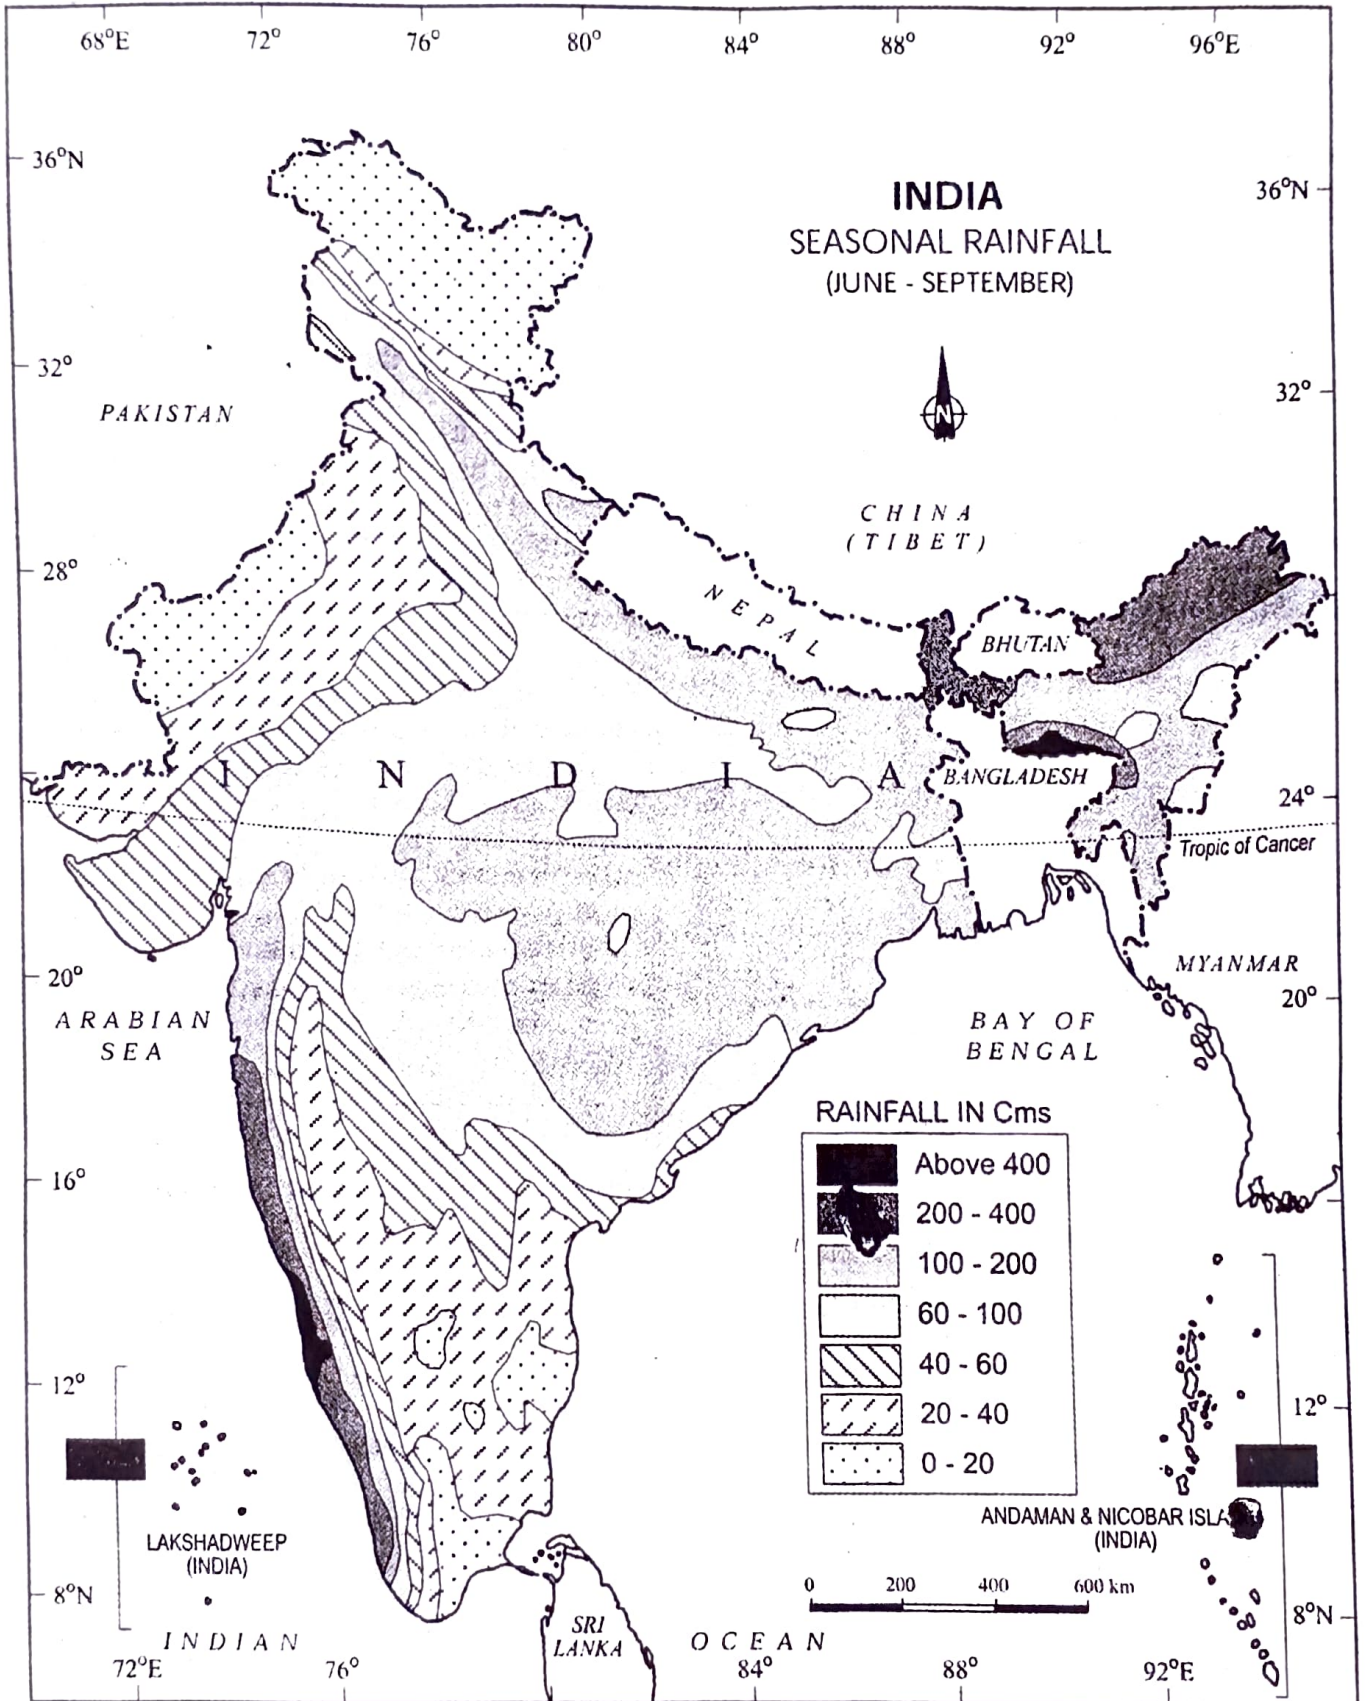 68°E 72° 76° 80° 84° 88° 92° 96°E
36°N
36°N
INDIA
SEASONAL RAINFALL
(JUNE - SEPTEMBER)
32°
32°
N
PAKISTAN
CHINA
(TIBET)
28°
NEPAL
BHUTAN
I N D I A
BANGLADESH
24°
Tropic of Cancer
MYANMAR
20°
20°
ARABIAN
SEA
BAY OF
BENGAL
RAINFALL IN Cms
Above 400
200 - 400
100 - 200
60 - 100
40 - 60
20 - 40
0 - 20
16°
12°
12°
LAKSHADWEEP
(INDIA)
ANDAMAN & NICOBAR ISLA
(INDIA)
0 200 400 600 km
8°N
8°N
SRI
LANKA
INDIAN OCEAN
72°E 76° 84° 88° 92°E